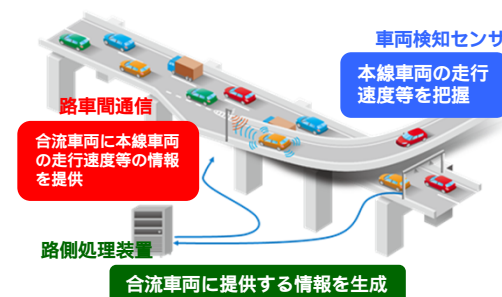 車両検知センサ
本線車両の走行
速度等を把握
路車間通信
合流車両に本線車両
の走行速度等の情報
を提供
路側処理装置
合流車両に提供する情報を生成